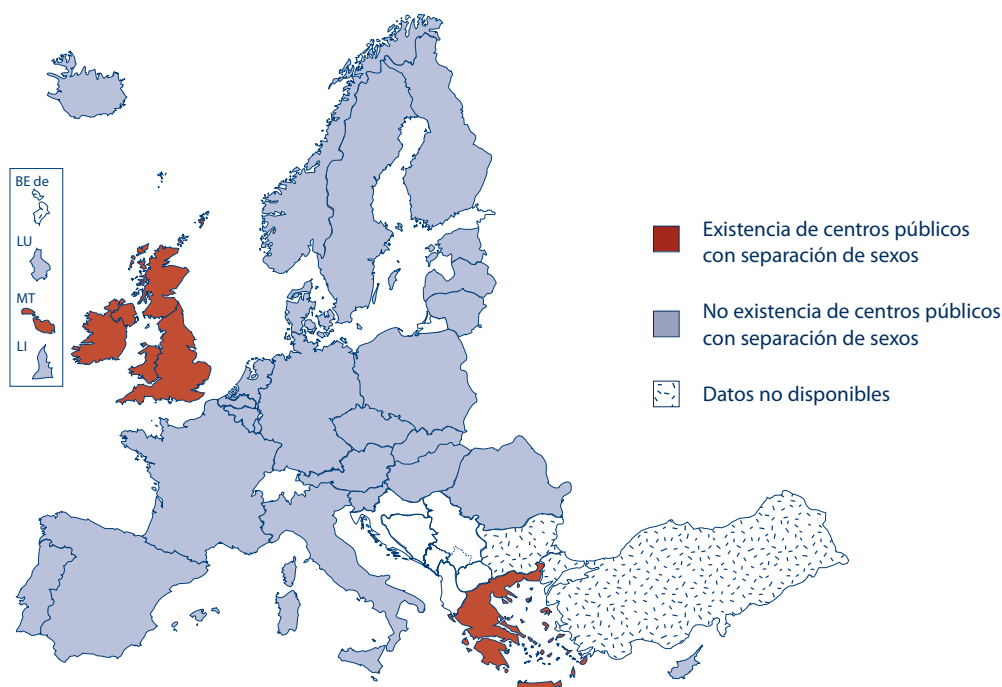 BE de
LU
MT
LI
Existencia de centros públicos
con separación de sexos
No existencia de centros públicos
con separación de sexos
Datos no disponibles